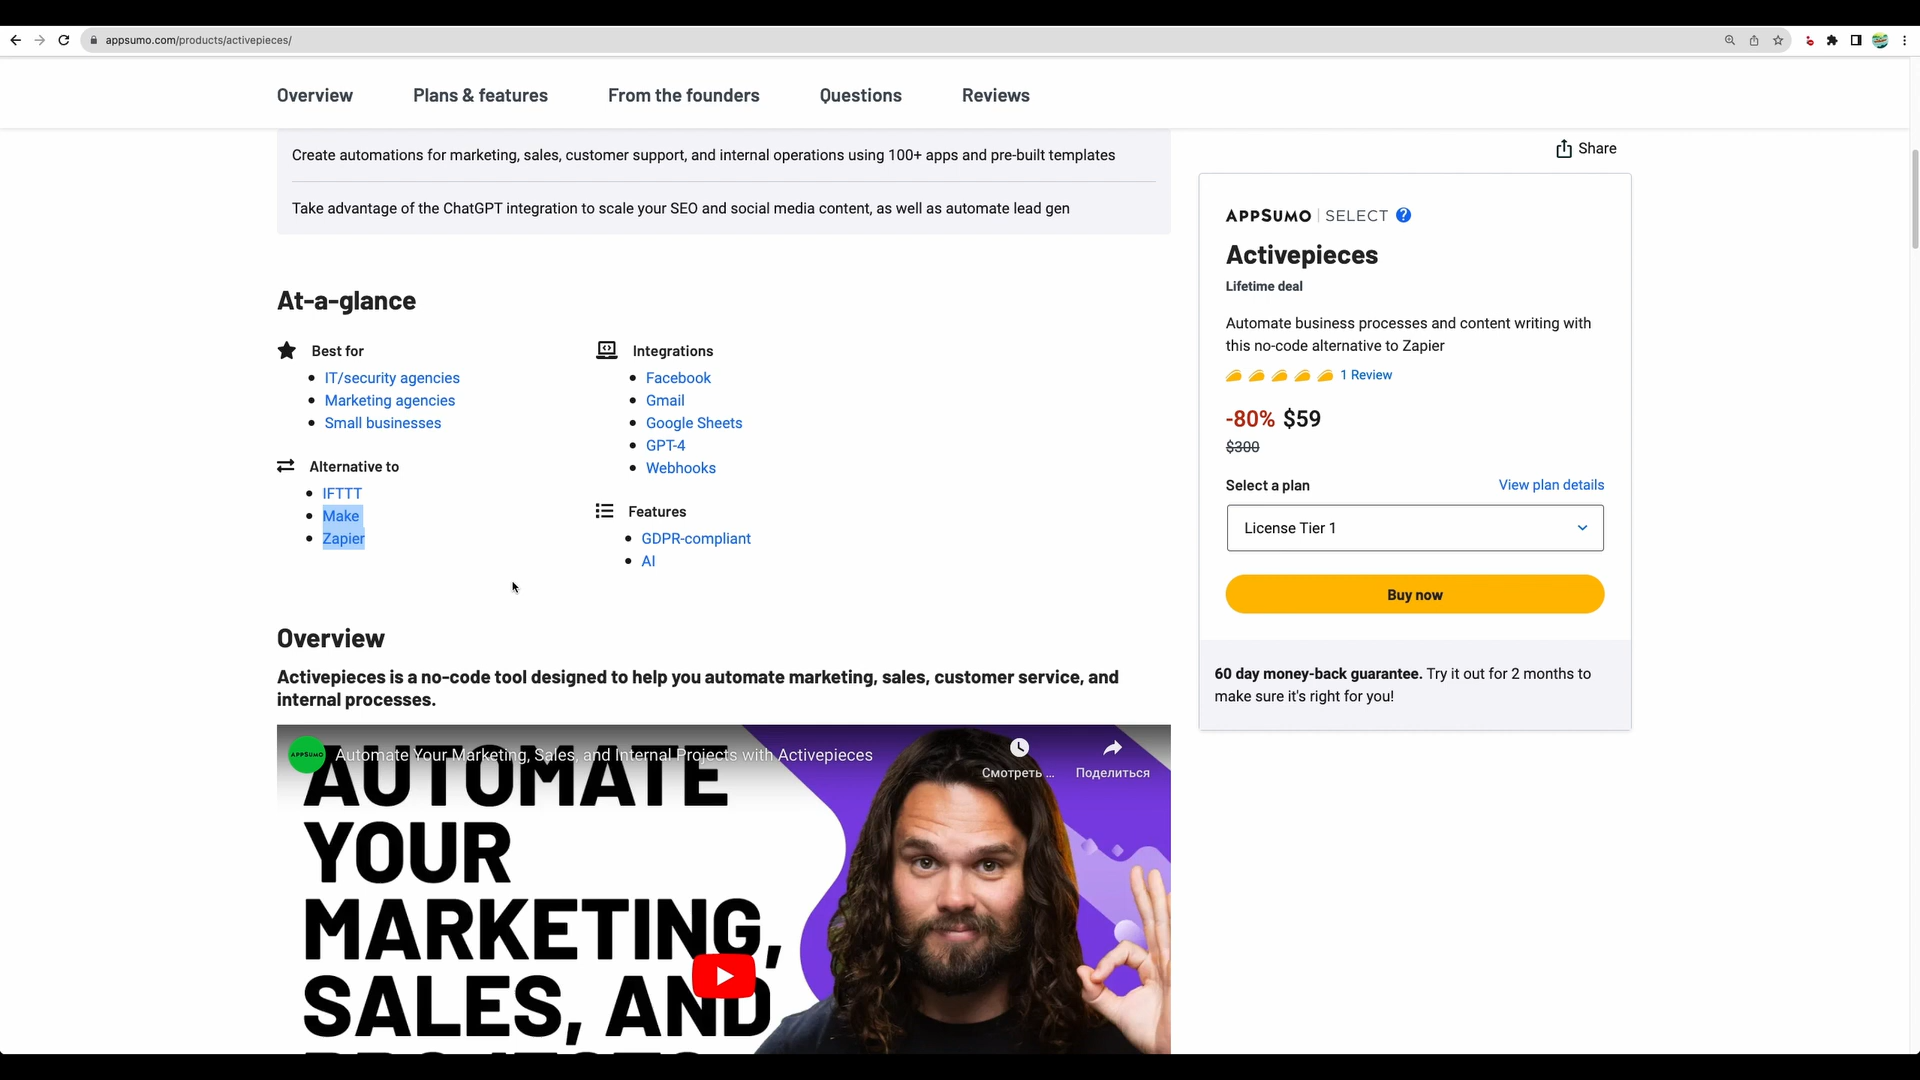 appsumo.com/products/activepieces/
Overview
Plans & features
From the founders
Questions
Reviews
Create automations for marketing, sales, customer support, and internal operations using 100+ apps and pre-built templates
Take advantage of the ChatGPT integration to scale your SEO and social media content, as well as automate lead gen
At-a-glance
Best for
IT/security agencies
Marketing agencies
Small businesses
Alternative to
IFTTT
Make
Zapier
Integrations
Facebook
Gmail
Google Sheets
GPT-4
Webhooks
Features
GDPR-compliant
AI
Share
APPSUMO | SELECT ?
Activepieces
Lifetime deal
Automate business processes and content writing with
this no-code alternative to Zapier
1 Review
-80% $59
$300
Select a plan
View plan details
License Tier 1
Buy now
60 day money-back guarantee. Try it out for 2 months to
make sure it's right for you!
Overview
Activepieces is a no-code tool designed to help you automate marketing, sales, customer service, and
internal processes.
APPSUMO
Automate Your Marketing, Sales, and Internal Projects with Activepieces
Смотреть ...
Поделиться
AUTOMATE
YOUR
MARKETING,
SALES, AND